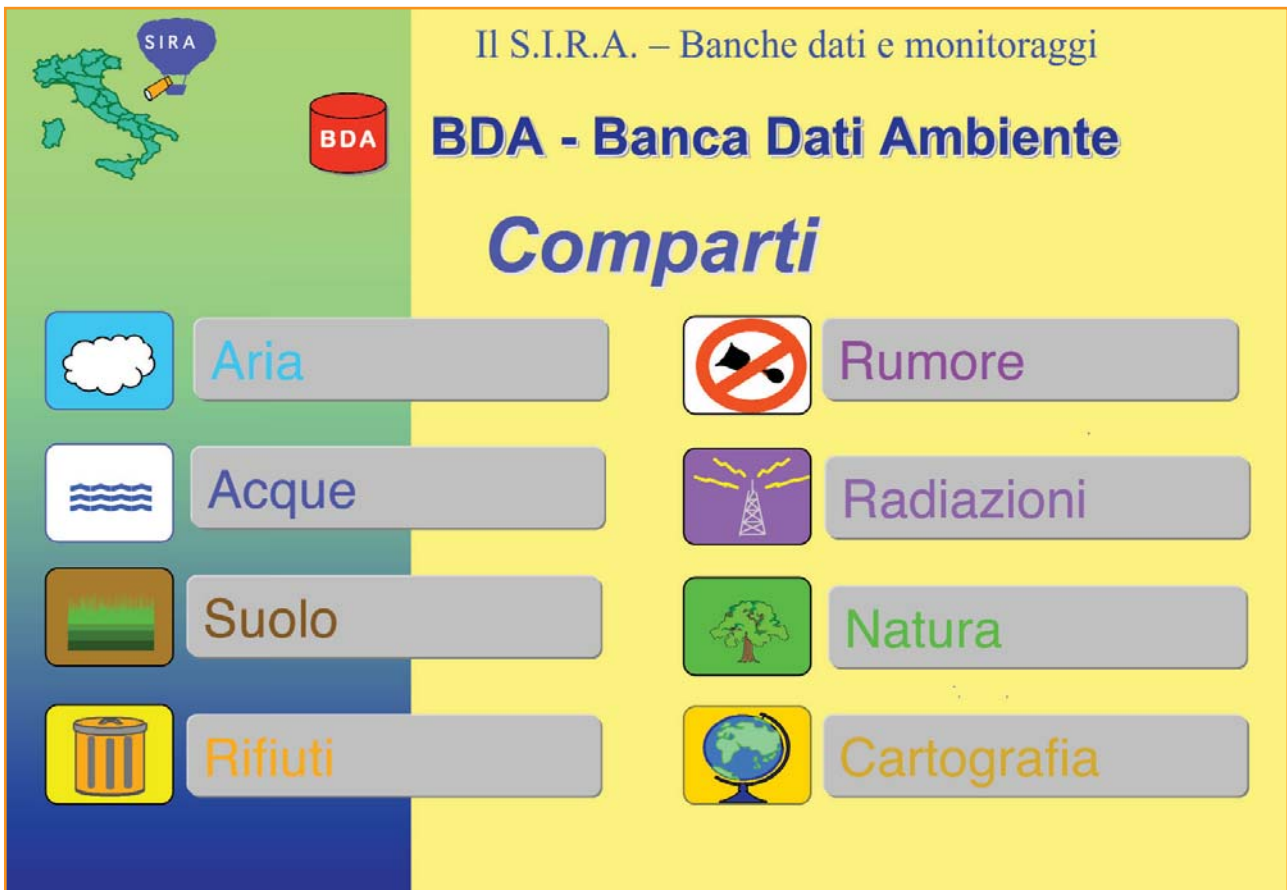 SIRA
Il S.I.R.A. – Banche dati e monitoraggi
BDA
BDA - Banca Dati Ambiente
Comparti
Aria
Rumore
Acque
Radiazioni
Suolo
Natura
Rifiuti
Cartografia